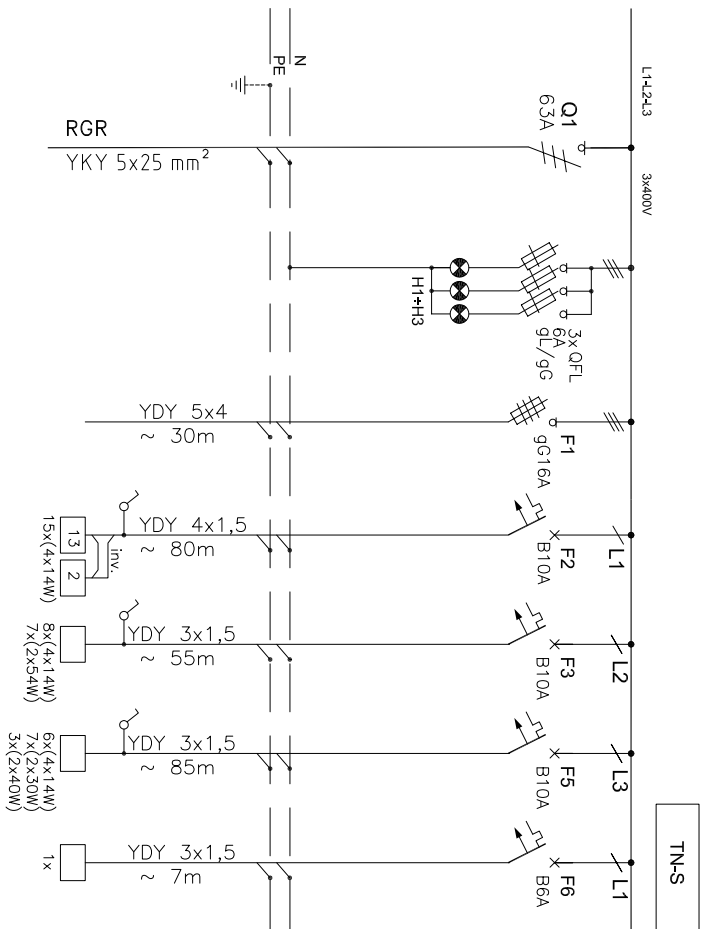 L1-L2-L3
3x400V
N
PE
Q1
63A
RGR
YKY 5x25 mm²
H1÷H3
3x QFL
6A
gL/gG
F1
gG16A
YDY 5x4
~ 30m
L1
F2
B10A
YDY 4x1,5
~ 80m
inv.
13
2
15x(4x14W)
L2
F3
B10A
YDY 3x1,5
~ 55m
8x(4x14W)
7x(2x54W)
L3
F5
B10A
YDY 3x1,5
~ 85m
6x(4x14W)
7x(2x30W)
3x(2x40W)
TN-S
L1
F6
B6A
YDY 3x1,5
~ 7m
1x